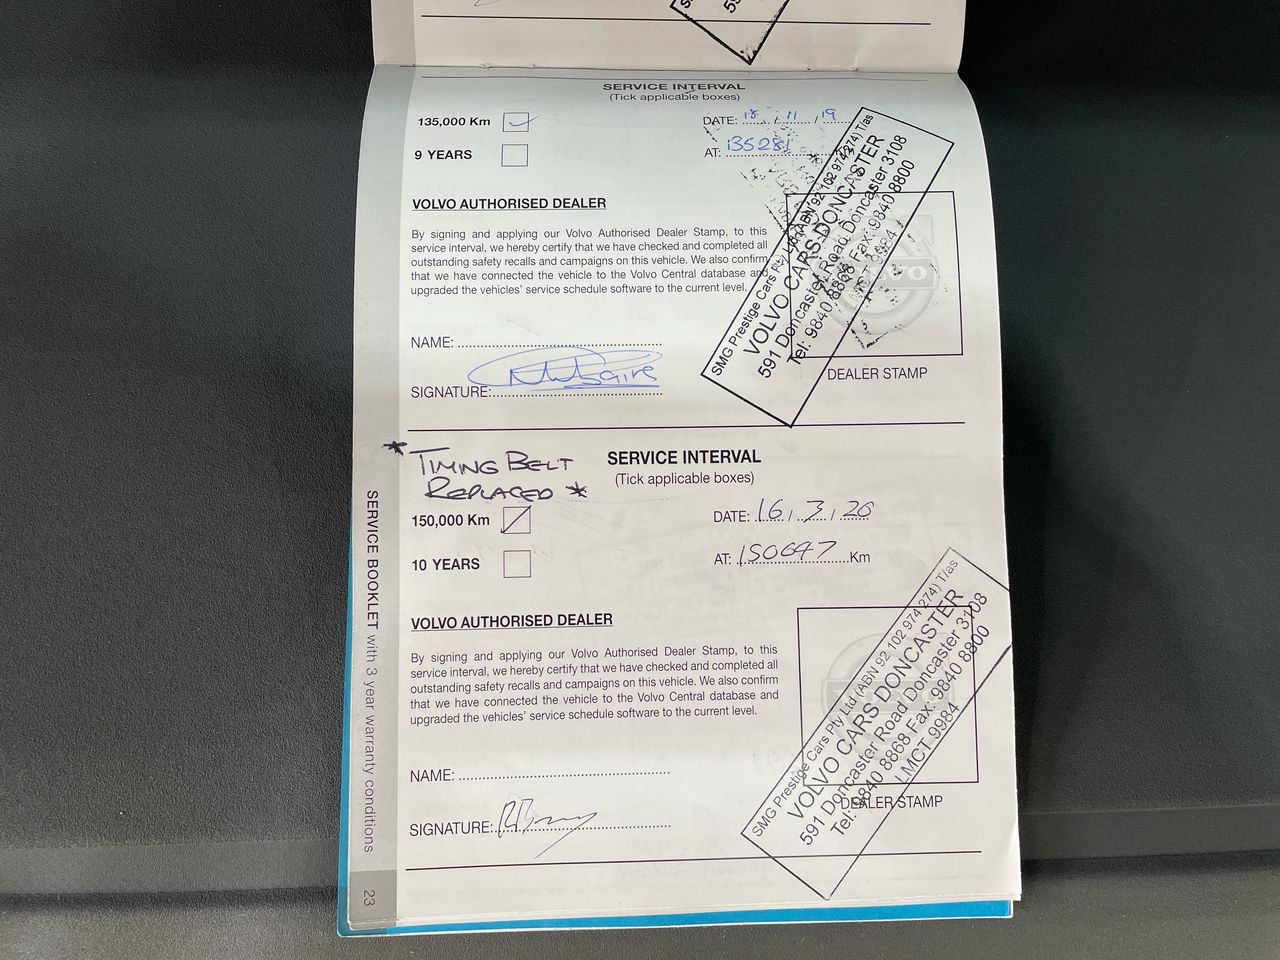 SERVICE INTERVAL
(Tick applicable boxes)
135,000 Km
DATE: 18 / 11 / 19
9 YEARS
AT: 135281
VOLVO AUTHORISED DEALER
By signing and applying our Volvo Authorised Dealer Stamp, to this
service interval, we hereby certify that we have checked and completed all
outstanding safety recalls and campaigns on this vehicle. We also confirm
that we have connected the vehicle to the Volvo Central database and
upgraded the vehicles' service schedule software to the current level.
SMG Prestige Cars Pty Ltd (ABN 92 102 974 274) T/as
VOLVO CARS DONCASTER
591 Doncaster Road Doncaster 3108
Tel: 9840 8868 Fax: 9840 8800
LMCT 9984
VOLVO
NAME:
SIGNATURE:
DEALER STAMP
* TIMING BELT
REPLACED *
SERVICE INTERVAL
(Tick applicable boxes)
150,000 Km
DATE: 16 / 3 / 20
10 YEARS
AT: 150647 Km
VOLVO AUTHORISED DEALER
By signing and applying our Volvo Authorised Dealer Stamp, to this
service interval, we hereby certify that we have checked and completed all
outstanding safety recalls and campaigns on this vehicle. We also confirm
that we have connected the vehicle to the Volvo Central database and
upgraded the vehicles' service schedule software to the current level.
SMG Prestige Cars Pty Ltd (ABN 92 102 974 274) T/as
VOLVO CARS DONCASTER
591 Doncaster Road Doncaster 3108
Tel: 9840 8868 Fax: 9840 8800
LMCT 9984
NAME:
SIGNATURE:
DEALER STAMP
SERVICE BOOKLET with 3 year warranty conditions
23